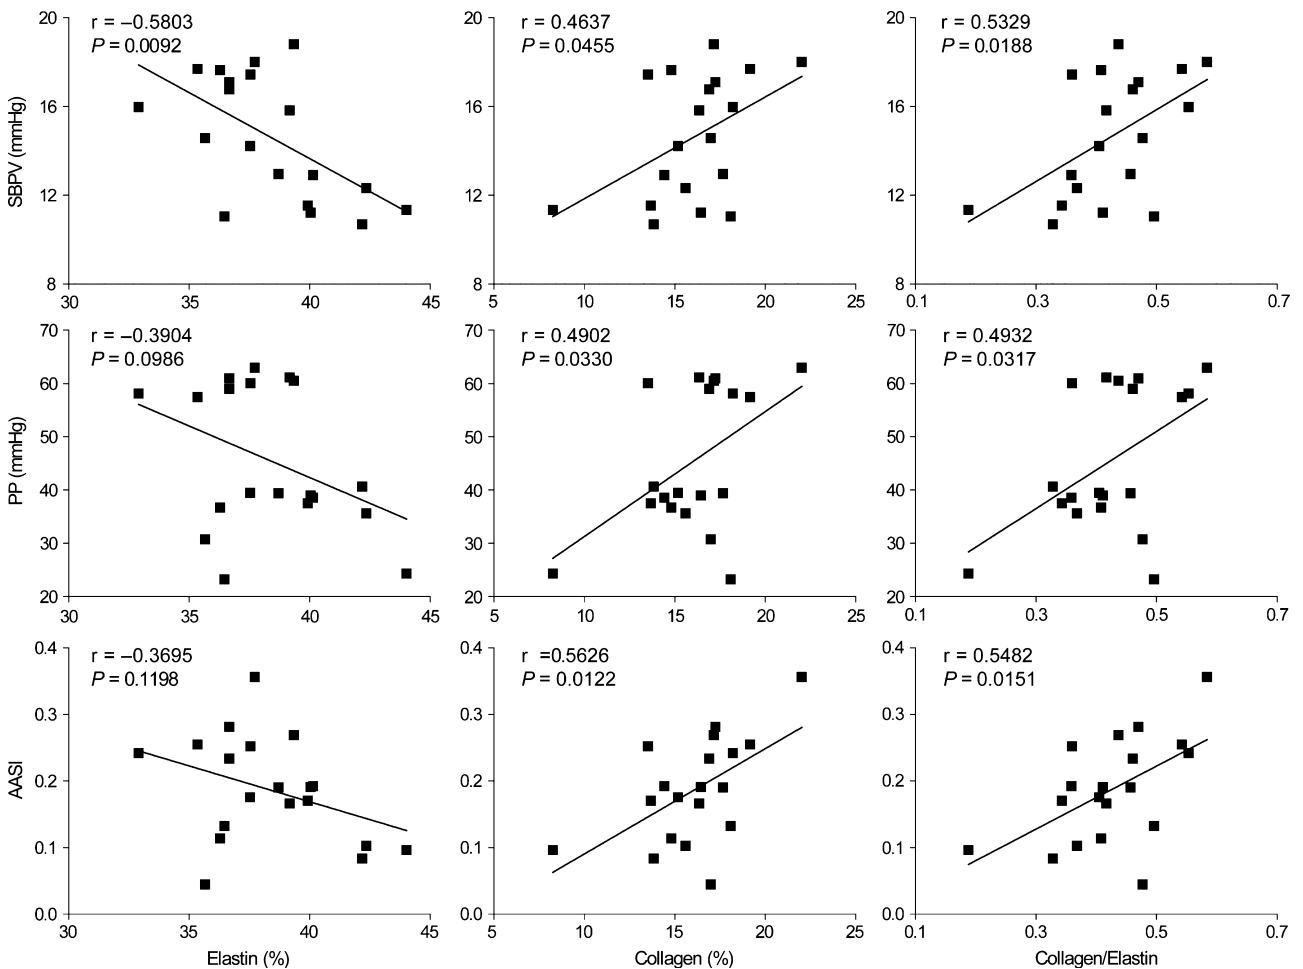 20
16
12
8
SBPV (mmHg)
r = –0.5803
P = 0.0092
30 35 40 45
20
16
12
8
r = 0.4637
P = 0.0455
5 10 15 20 25
20
16
12
8
r = 0.5329
P = 0.0188
0.1 0.3 0.5 0.7
70
60
50
40
30
20
PP (mmHg)
r = –0.3904
P = 0.0986
30 35 40 45
70
60
50
40
30
20
r = 0.4902
P = 0.0330
5 10 15 20 25
70
60
50
40
30
20
r = 0.4932
P = 0.0317
0.1 0.3 0.5 0.7
0.4
0.3
0.2
0.1
0.0
AASI
r = –0.3695
P = 0.1198
30 35 40 45
Elastin (%)
0.4
0.3
0.2
0.1
0.0
r =0.5626
P = 0.0122
5 10 15 20 25
Collagen (%)
0.4
0.3
0.2
0.1
0.0
r = 0.5482
P = 0.0151
0.1 0.3 0.5 0.7
Collagen/Elastin